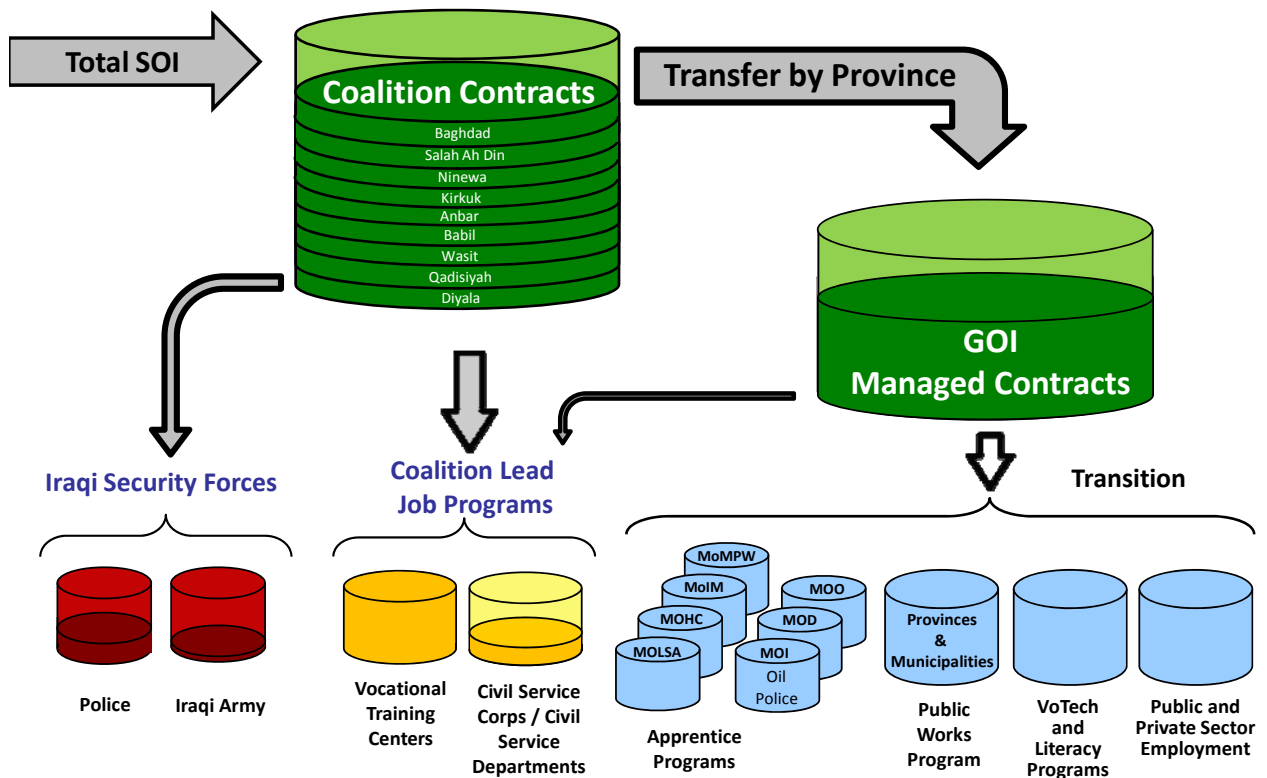 Total SOI
Coalition Contracts
Baghdad
Salah Ah Din
Ninewa
Kirkuk
Anbar
Babil
Wasit
Qadisiyah
Diyala
Transfer by Province
GOI
Managed Contracts
Iraqi Security Forces
Coalition Lead
Job Programs
Transition
Police
Iraqi Army
Vocational
Training
Centers
Civil Service
Corps / Civil
Service
Departments
MoMPW
MoIM
MOHC
MOLSA
MOO
MOD
MOI
Oil
Police
Apprentice
Programs
Provinces
&
Municipalities
Public
Works
Program
VoTech
and
Literacy
Programs
Public and
Private Sector
Employment